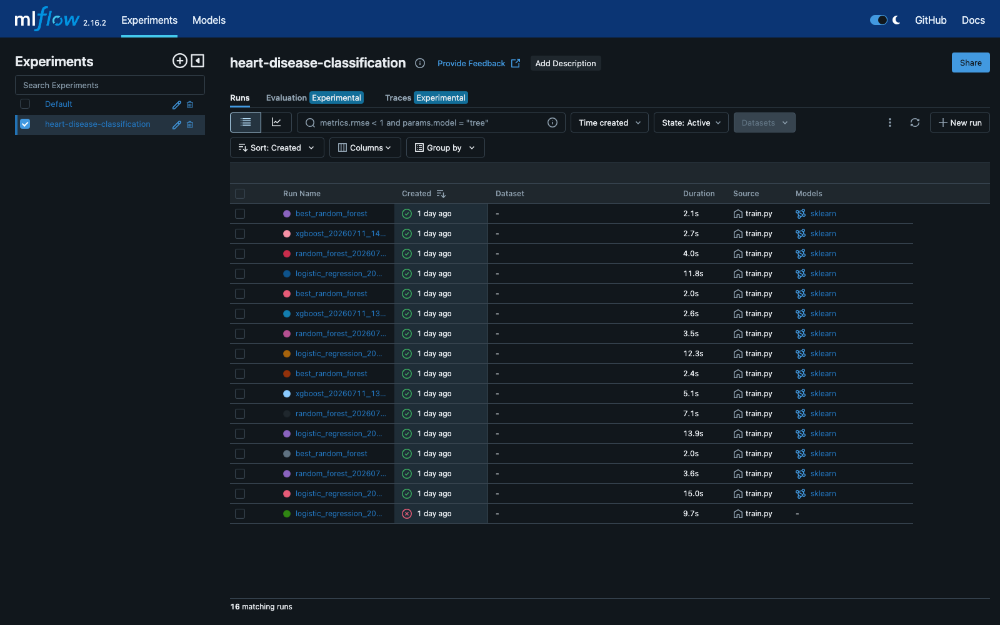 mlflow 2.16.2 Experiments Models GitHub Docs
Experiments
Search Experiments
Default
heart-disease-classification
heart-disease-classification Provide Feedback Add Description Share
Runs Evaluation Experimental Traces Experimental
metrics.rmse < 1 and params.model = "tree" Time created State: Active Datasets New run
Sort: Created Columns Group by
Run Name Created Dataset Duration Source Models
best_random_forest 1 day ago - 2.1s train.py sklearn
xgboost_20260711_14... 1 day ago - 2.7s train.py sklearn
random_forest_202607... 1 day ago - 4.0s train.py sklearn
logistic_regression_20... 1 day ago - 11.8s train.py sklearn
best_random_forest 1 day ago - 2.0s train.py sklearn
xgboost_20260711_13... 1 day ago - 2.6s train.py sklearn
random_forest_202607... 1 day ago - 3.5s train.py sklearn
logistic_regression_20... 1 day ago - 12.3s train.py sklearn
best_random_forest 1 day ago - 2.4s train.py sklearn
xgboost_20260711_13... 1 day ago - 5.1s train.py sklearn
random_forest_202607... 1 day ago - 7.1s train.py sklearn
logistic_regression_20... 1 day ago - 13.9s train.py sklearn
best_random_forest 1 day ago - 2.0s train.py sklearn
random_forest_202607... 1 day ago - 3.6s train.py sklearn
logistic_regression_20... 1 day ago - 15.0s train.py sklearn
logistic_regression_20... 1 day ago - 9.7s train.py -
16 matching runs